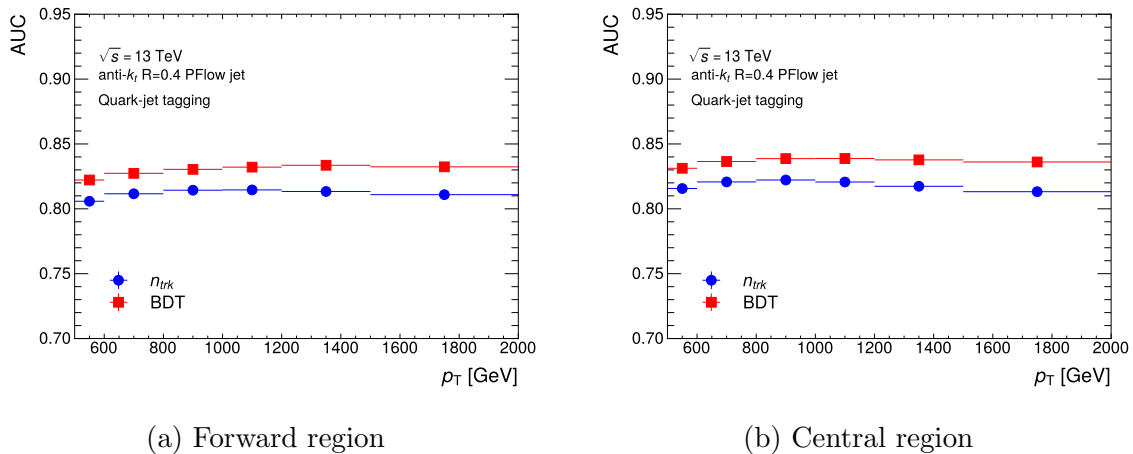 AUC
0.95
0.90
0.85
0.80
0.75
0.70
√s = 13 TeV
anti-kt R=0.4 PFlow jet
Quark-jet tagging
ntrk
BDT
600 800 1000 1200 1400 1600 1800 2000
pT [GeV]
(a) Forward region
AUC
0.95
0.90
0.85
0.80
0.75
0.70
√s = 13 TeV
anti-kt R=0.4 PFlow jet
Quark-jet tagging
ntrk
BDT
600 800 1000 1200 1400 1600 1800 2000
pT [GeV]
(b) Central region